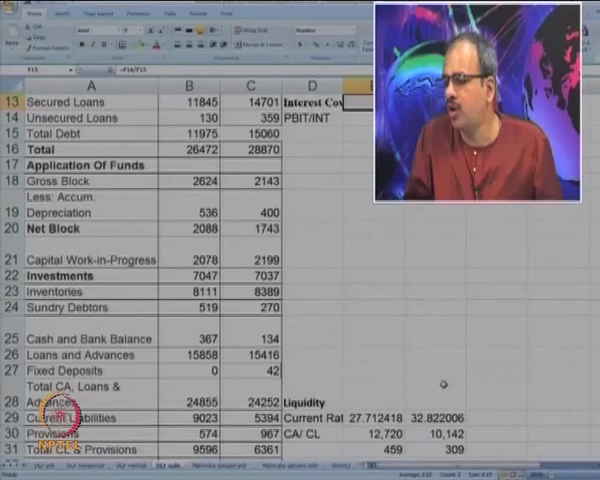 Home
Number
F13
=F14/F15
A B C D
13 Secured Loans 11845 14701 Interest Cov
14 Unsecured Loans 130 359 PBIT/INT
15 Total Debt 11975 15060
16 Total 26472 28870
17 Application Of Funds
18 Gross Block 2624 2143
Less: Accum.
19 Depreciation 536 400
20 Net Block 2088 1743
21 Capital Work-in-Progress 2078 2199
22 Investments 7047 7037
23 Inventories 8111 8389
24 Sundry Debtors 519 270
25 Cash and Bank Balance 367 134
26 Loans and Advances 15858 15416
27 Fixed Deposits 0 42
Total CA, Loans &
28 Advances 24855 24252 Liquidity
29 Current Liabilities 9023 5394 Current Rat 27.712418 32.822006
30 Provisions 574 967 CA/ CL 12,720 10,142
31 Total CL & Provisions 9596 6361 459 309
NPTEL